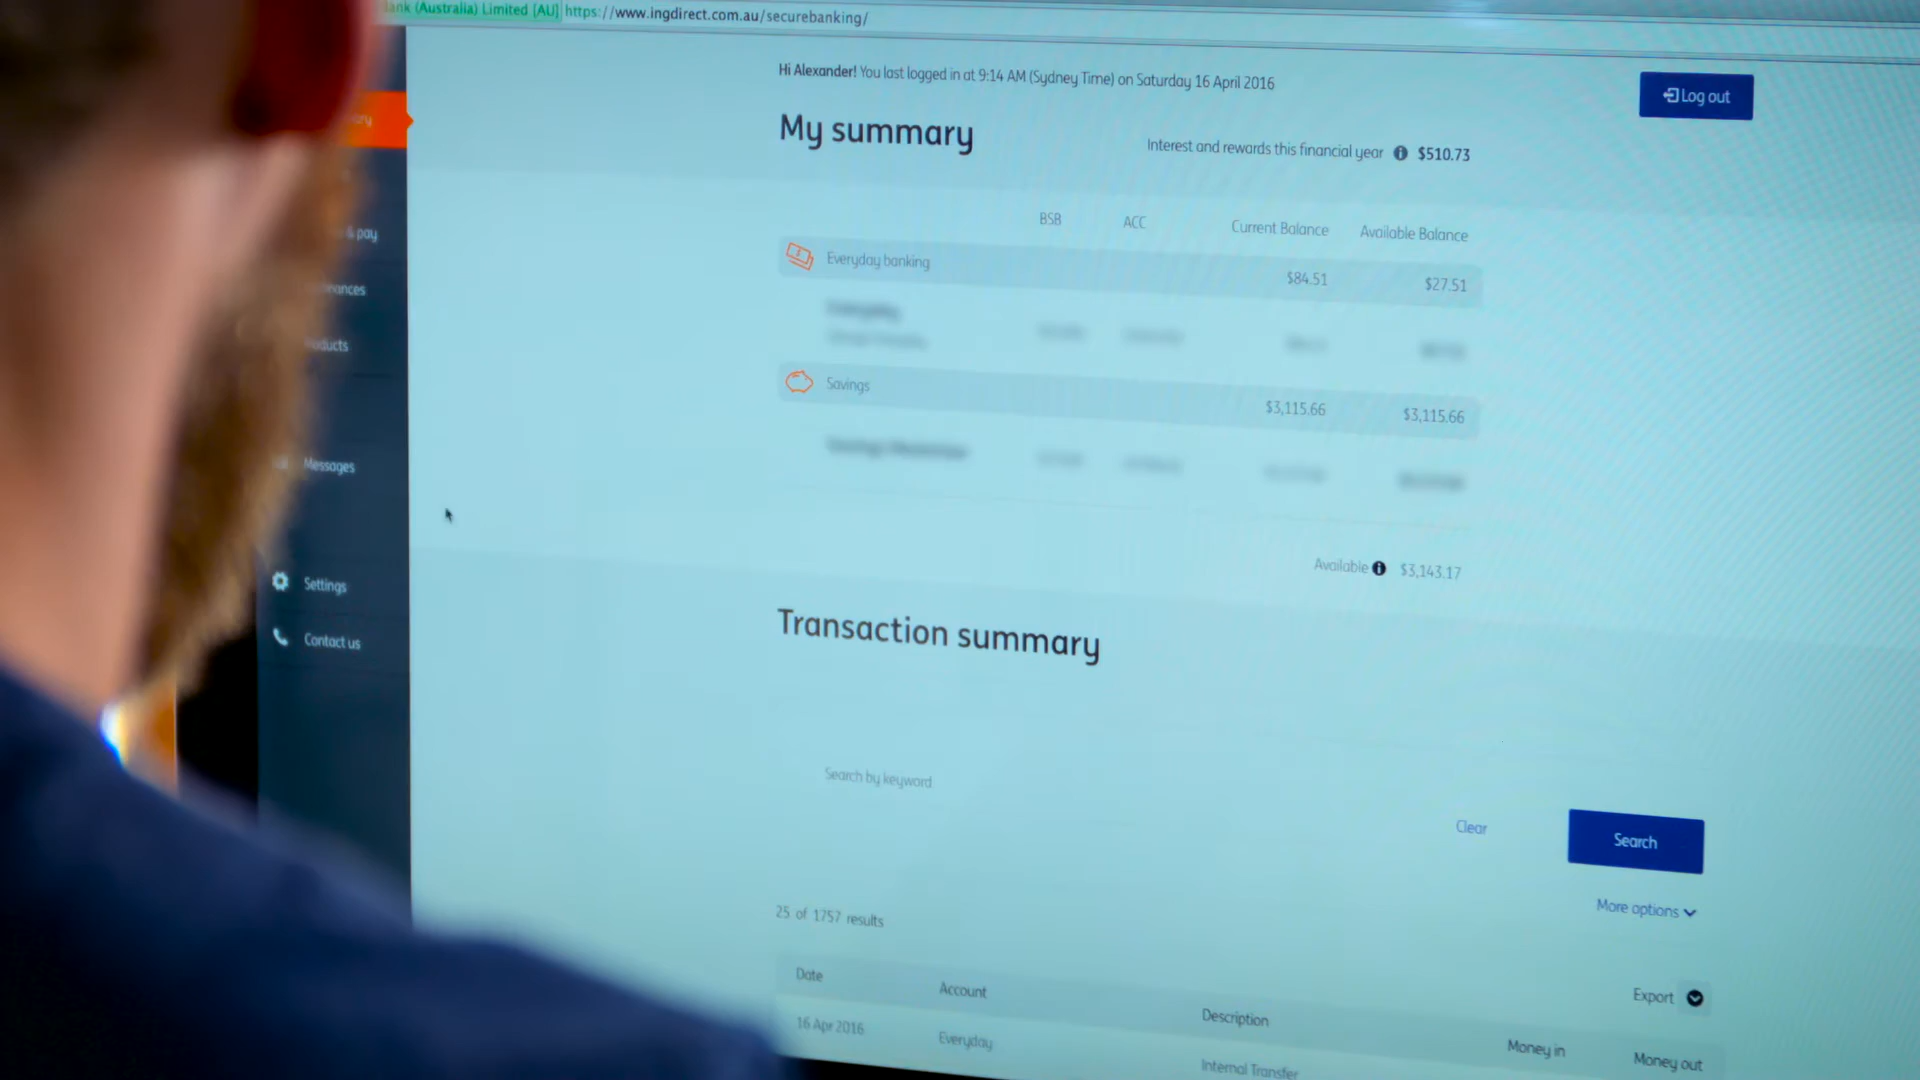 (Australia) Limited [AU] https://www.ingdirect.com.au/securebanking/
Hi Alexander! You last logged in at 9:14 AM (Sydney Time) on Saturday 16 April 2016
Log out
My summary
Interest and rewards this financial year $510.73
BSB ACC Current Balance Available Balance
Everyday banking $84.51 $27.51
Savings $3,115.66 $3,115.66
Available $3,143.17
& pay
Messages
Settings
Contact us
Transaction summary
Search by keyword
Clear
Search
More options
25 of 1757 results
Export
Date Account Description Money in Money out
16 Apr 2016 Everyday Internal Transfer